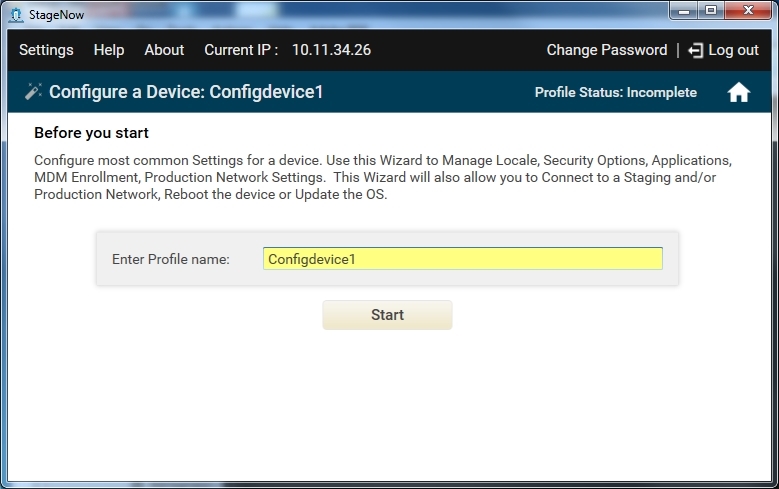 StageNow
Settings Help About Current IP : 10.11.34.26 Change Password | Log out
Configure a Device: Configdevice1 Profile Status: Incomplete
Before you start
Configure most common Settings for a device. Use this Wizard to Manage Locale, Security Options, Applications,
MDM Enrollment, Production Network Settings. This Wizard will also allow you to Connect to a Staging and/or
Production Network, Reboot the device or Update the OS.
Enter Profile name: Configdevice1
Start